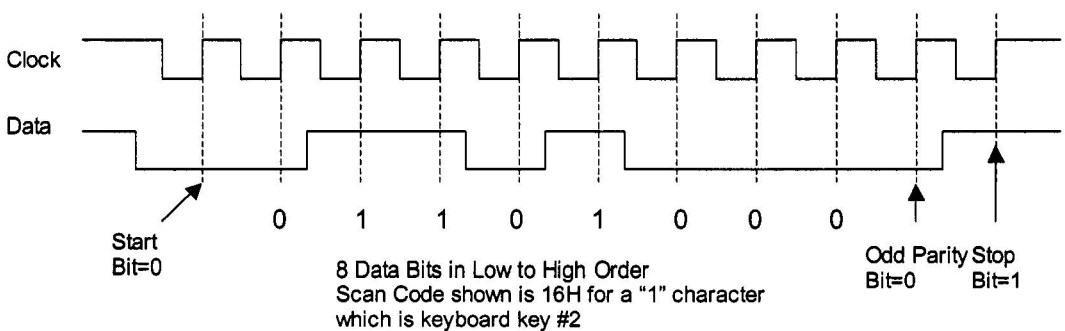 Clock
Data
0 1 1 0 1 0 0 0
Start
Bit=0
8 Data Bits in Low to High Order
Scan Code shown is 16H for a "1" character
which is keyboard key #2
Odd Parity Stop
Bit=0 Bit=1